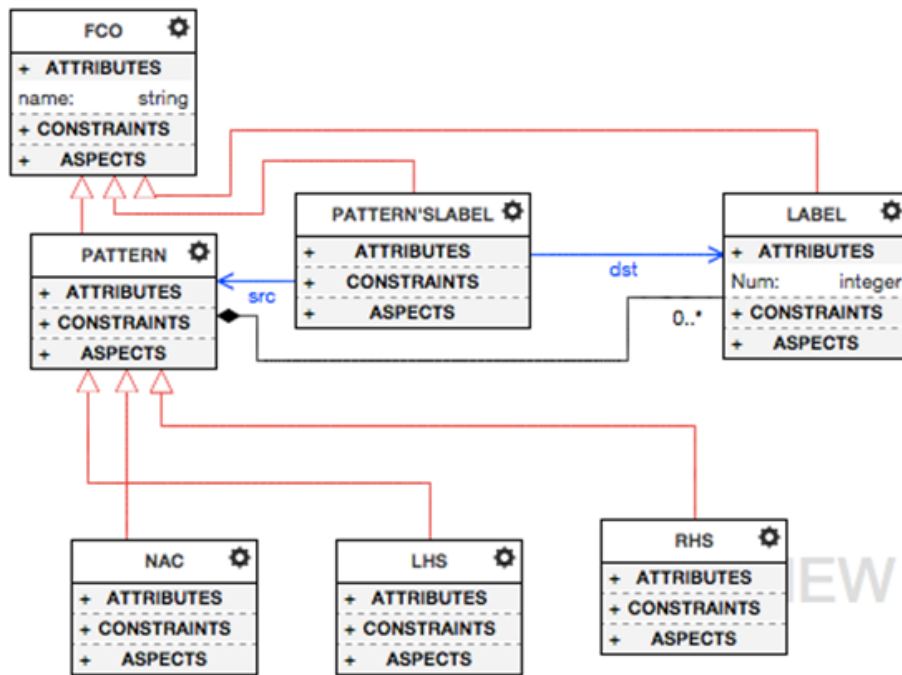 FCO
+ ATTRIBUTES
name: string
+ CONSTRAINTS
+ ASPECTS
PATTERN
+ ATTRIBUTES
+ CONSTRAINTS
+ ASPECTS
PATTERN'SLABEL
+ ATTRIBUTES
+ CONSTRAINTS
+ ASPECTS
LABEL
+ ATTRIBUTES
Num: integer
+ CONSTRAINTS
+ ASPECTS
src
dst
0..*
NAC
+ ATTRIBUTES
+ CONSTRAINTS
+ ASPECTS
LHS
+ ATTRIBUTES
+ CONSTRAINTS
+ ASPECTS
RHS
+ ATTRIBUTES
+ CONSTRAINTS
+ ASPECTS